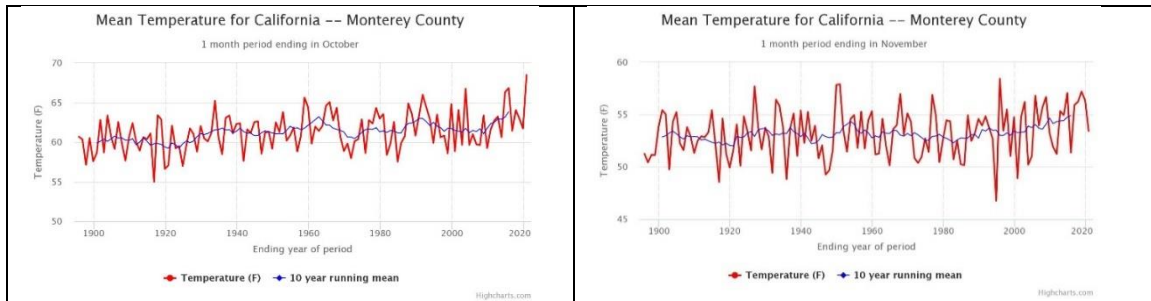 Mean Temperature for California -- Monterey County
1 month period ending in October
70
65
60
55
50
Temperature (F)
1900
1920
1940
1960
1980
2000
2020
Ending year of period
Temperature (F)
10 year running mean
Highcharts.com
Mean Temperature for California -- Monterey County
1 month period ending in November
60
55
50
45
Temperature (F)
1900
1920
1940
1960
1980
2000
2020
Ending year of period
Temperature (F)
10 year running mean
Highcharts.com